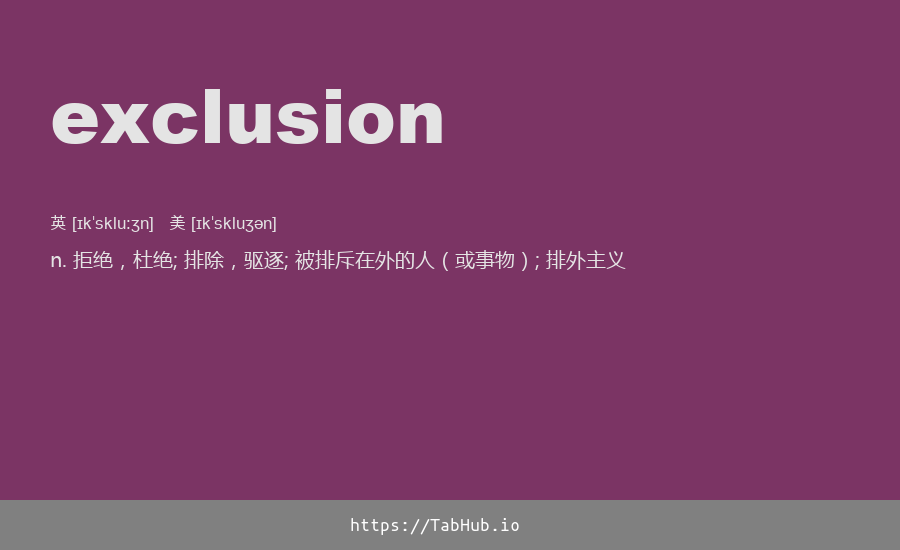 exclusion
英 [ɪkˈskluːʒn] 美 [ɪkˈskluʒən]
n. 拒绝，杜绝; 排除，驱逐; 被排斥在外的人（或事物）; 排外主义
https://TabHub.io